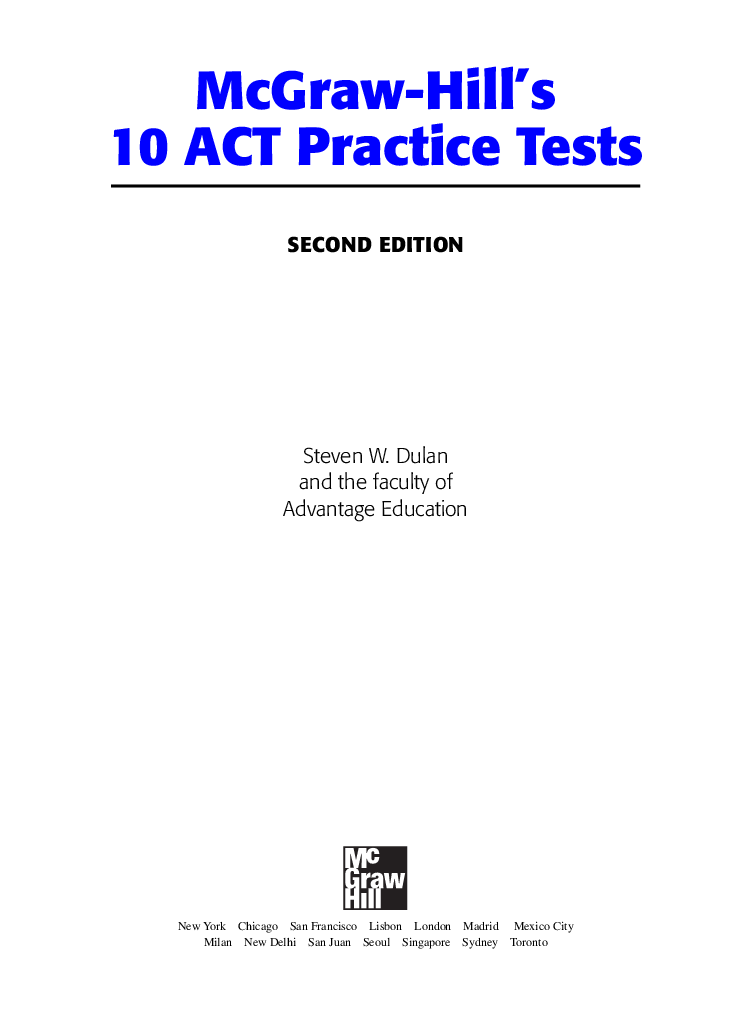 McGraw-Hill’s
10 ACT Practice Tests
SECOND EDITION
Steven W. Dulan
and the faculty of
Advantage Education
Mc
Graw
Hill
New York Chicago San Francisco Lisbon London Madrid Mexico City
Milan New Delhi San Juan Seoul Singapore Sydney Toronto